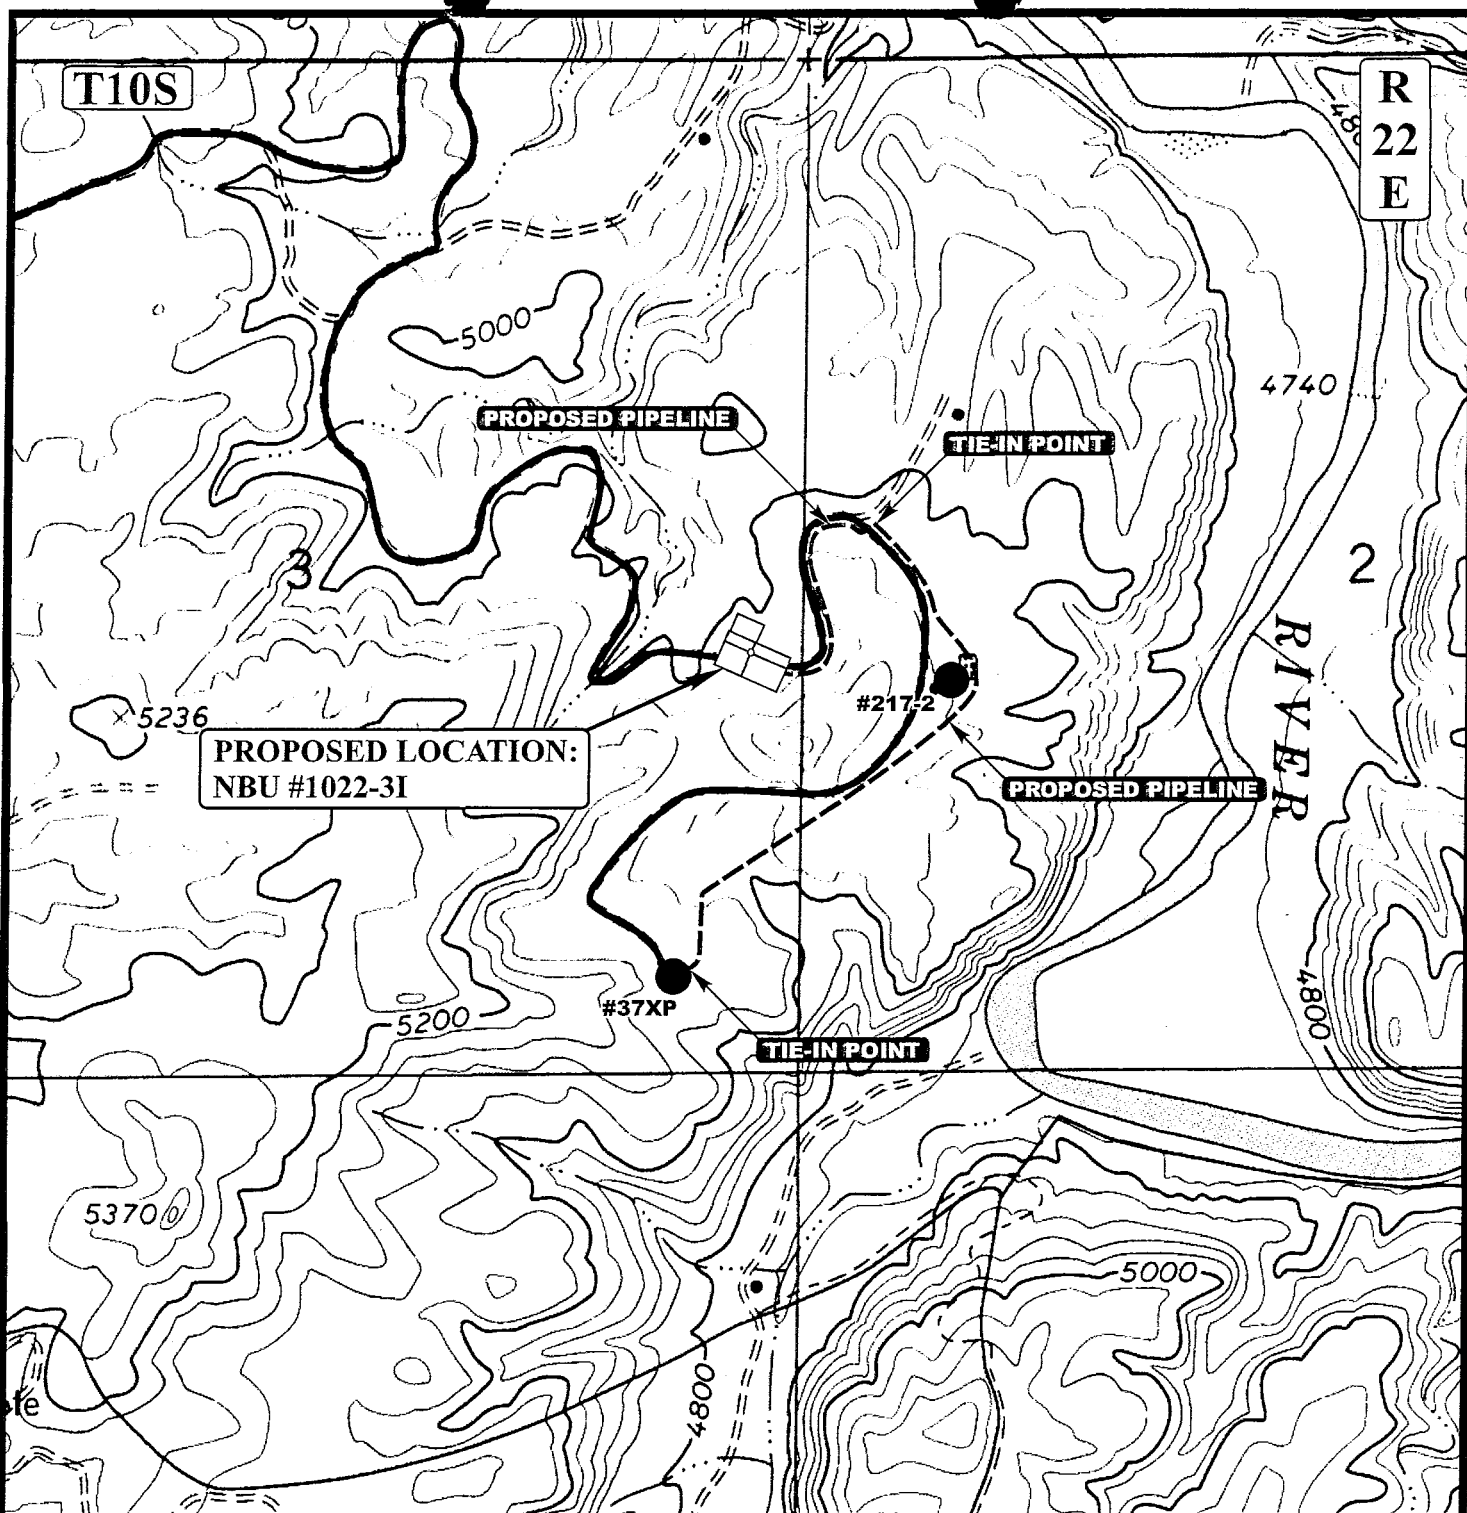 T10S
R
22
E
5000
4740
PROPOSED PIPELINE
TIE-IN POINT
3
2
RIVER
#217-2
5236
PROPOSED LOCATION:
NBU #1022-3I
PROPOSED PIPELINE
#37XP
5200
4800
TIE-IN POINT
5370
5000
4800